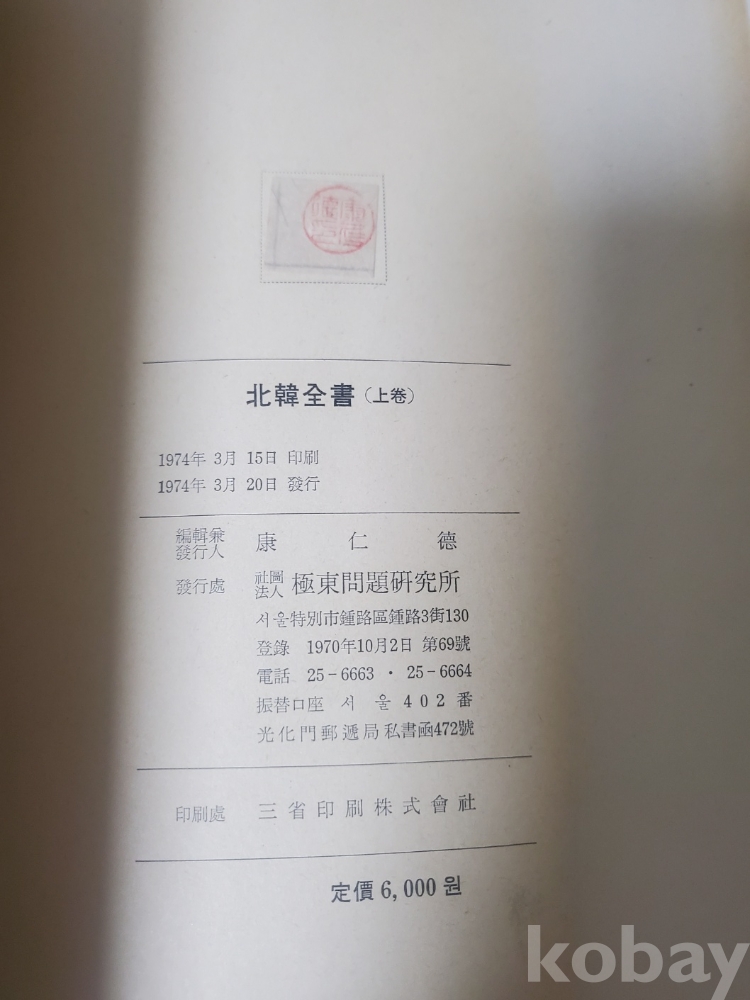 北韓全書（上卷）
1974年 3月 15日 印刷
1974年 3月 20日 發行
編輯兼
發行人 康 仁 德
發行處 社團
法人 極東問題硏究所
서울特別市鍾路區鍾路3街130
登錄 1970年10月2日 第69號
電話 25-6663 · 25-6664
振替口座 서 울 4 0 2 番
光化門郵遞局私書函472號
印刷處 三省印刷株式會社
定價 6,000 원
kobay